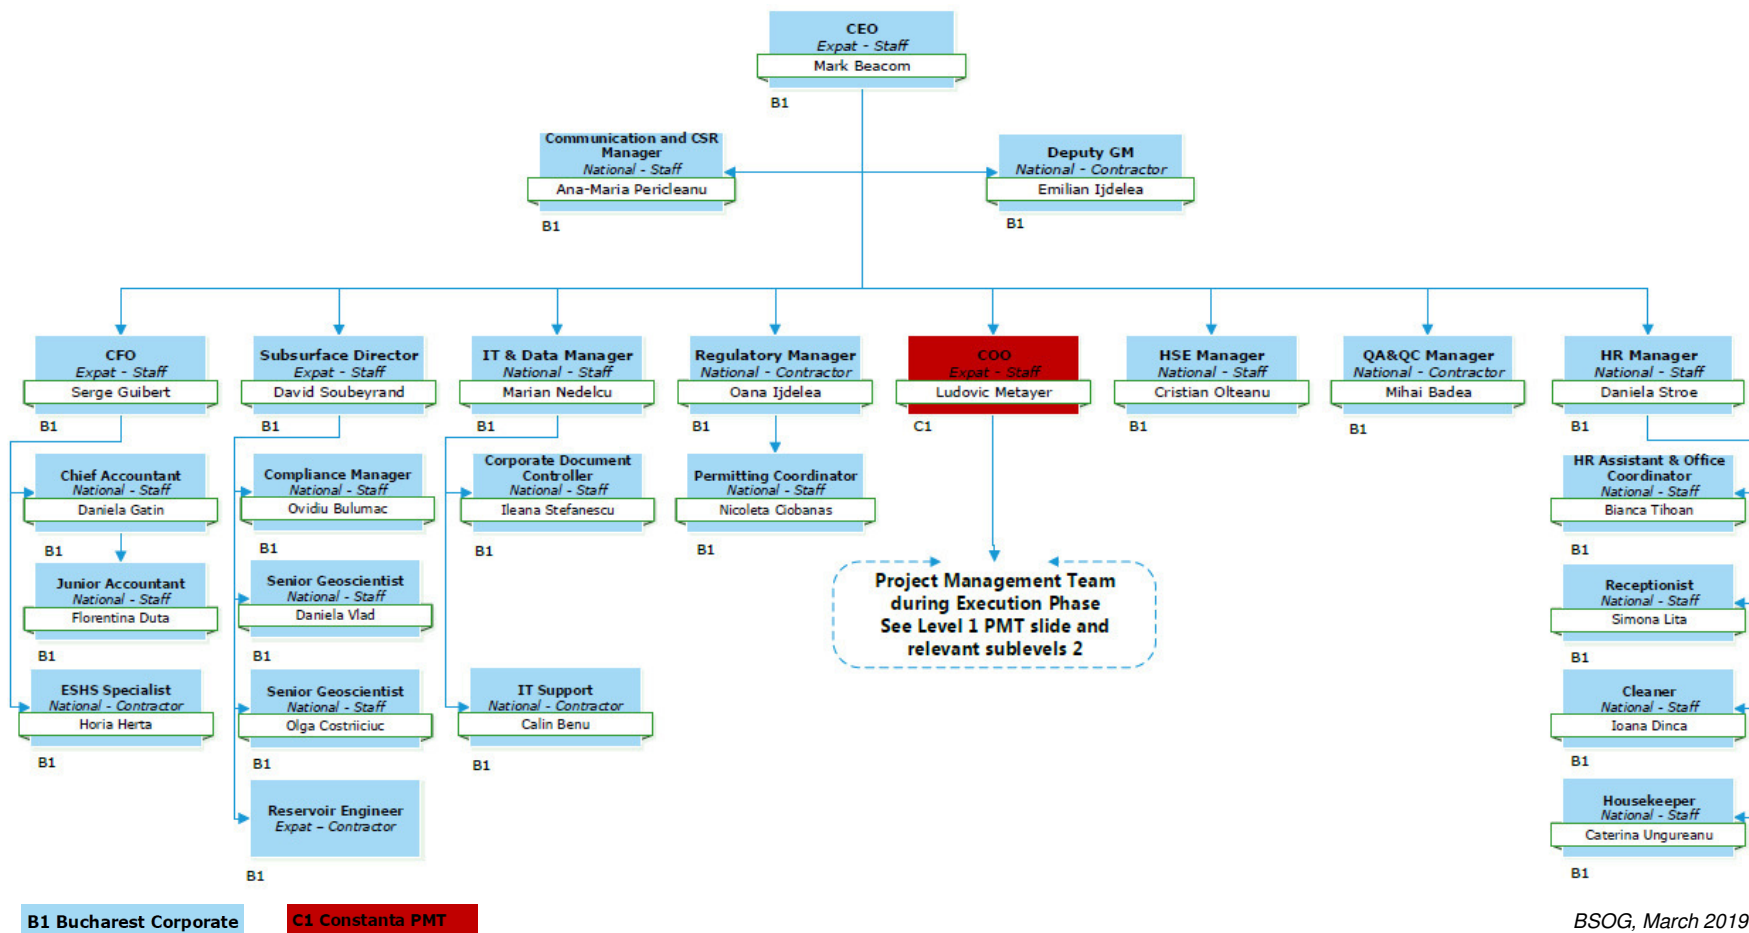 CEO
Expat - Staff
Mark Beacom
B1
Communication and CSR
Manager
National - Staff
Ana-Maria Pericleanu
B1
Deputy GM
National - Contractor
Emilian Ijdelea
B1
CFO
Expat - Staff
Serge Guibert
B1
Subsurface Director
Expat - Staff
David Soubeyrand
B1
IT & Data Manager
National - Staff
Marian Nedelcu
B1
Regulatory Manager
National - Contractor
Oana Ijdelea
B1
COO
Expat - Staff
Ludovic Metayer
C1
HSE Manager
National - Staff
Cristian Olteanu
B1
QA&QC Manager
National - Contractor
Mihai Badea
B1
HR Manager
National - Staff
Daniela Stroe
B1
Chief Accountant
National - Staff
Daniela Gatin
B1
Compliance Manager
National - Staff
Ovidiu Bulumac
B1
Corporate Document
Controller
National - Staff
Ileana Stefanescu
B1
Permitting Coordinator
National - Staff
Nicoleta Ciobanas
B1
HR Assistant & Office
Coordinator
National - Staff
Bianca Tihoan
B1
Junior Accountant
National - Staff
Florentina Duta
B1
Senior Geoscientist
National - Staff
Daniela Vlad
B1
Project Management Team
during Execution Phase
See Level 1 PMT slide and
relevant sublevels 2
Receptionist
National - Staff
Simona Lita
B1
ESHS Specialist
National - Contractor
Horia Herta
B1
Senior Geoscientist
National - Staff
Olga Costriiciuc
B1
IT Support
National - Contractor
Calin Benu
B1
Cleaner
National - Staff
Ioana Dinca
B1
Reservoir Engineer
Expat – Contractor
B1
Housekeeper
National - Staff
Caterina Ungureanu
B1
B1 Bucharest Corporate
C1 Constanta PMT
BSOG, March 2019